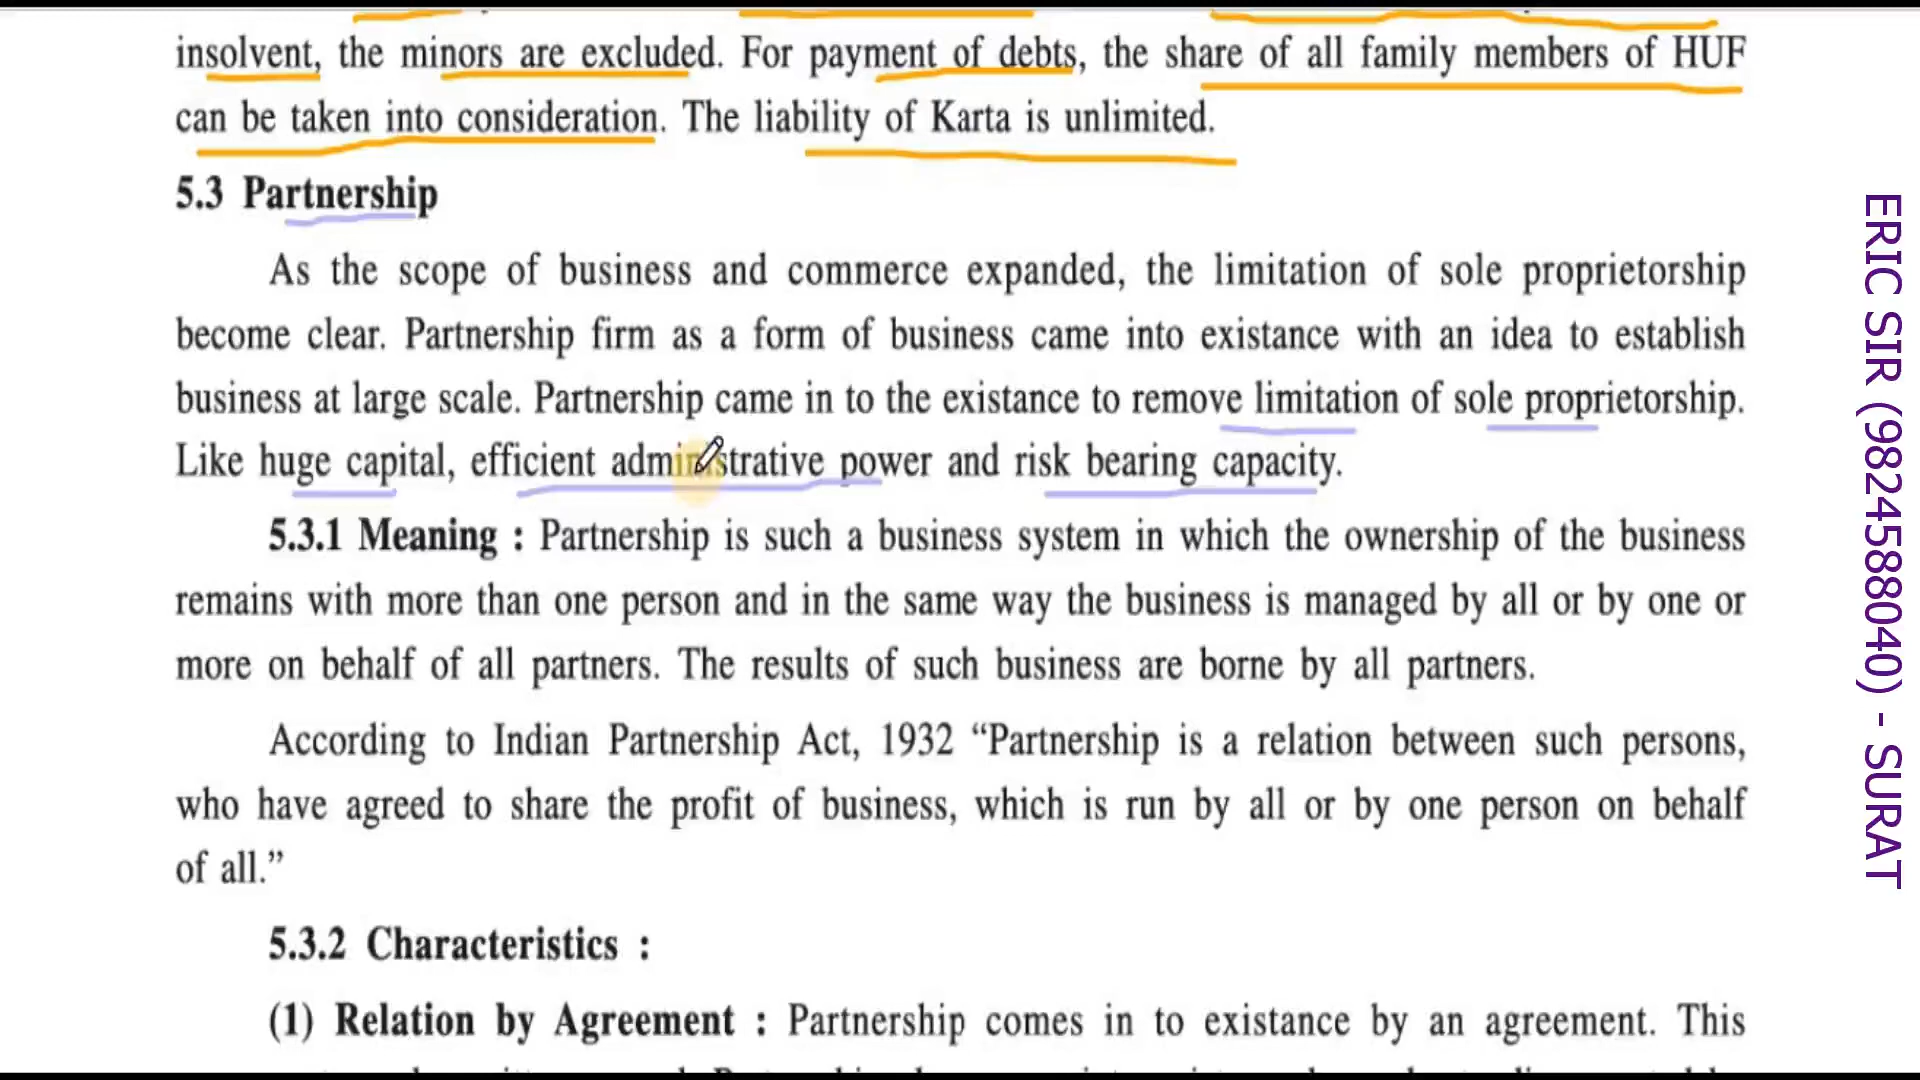 insolvent, the minors are excluded. For payment of debts, the share of all family members of HUF
can be taken into consideration. The liability of Karta is unlimited.
5.3 Partnership
As the scope of business and commerce expanded, the limitation of sole proprietorship
become clear. Partnership firm as a form of business came into existance with an idea to establish
business at large scale. Partnership came in to the existance to remove limitation of sole proprietorship.
Like huge capital, efficient administrative power and risk bearing capacity.
5.3.1 Meaning : Partnership is such a business system in which the ownership of the business
remains with more than one person and in the same way the business is managed by all or by one or
more on behalf of all partners. The results of such business are borne by all partners.
According to Indian Partnership Act, 1932 “Partnership is a relation between such persons,
who have agreed to share the profit of business, which is run by all or by one person on behalf
of all.”
5.3.2 Characteristics :
(1) Relation by Agreement : Partnership comes in to existance by an agreement. This
ERIC SIR (9824588040) - SURAT